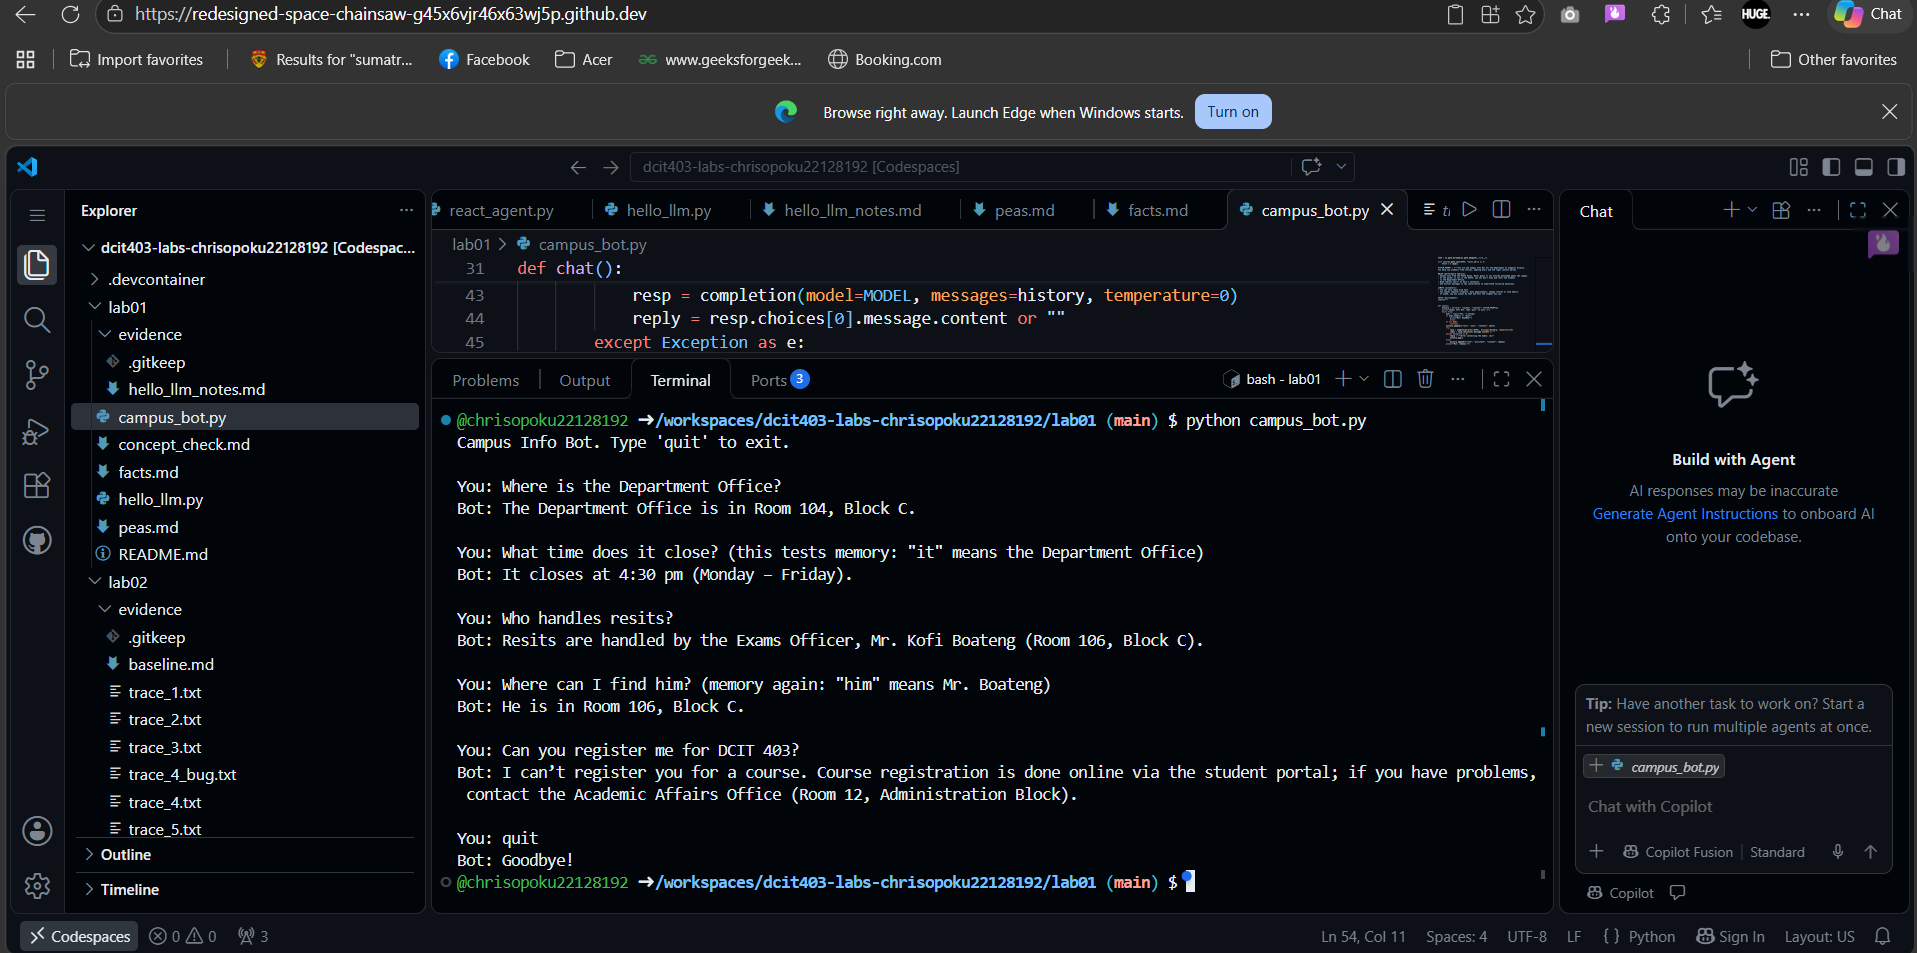 https://redesigned-space-chainsaw-g45x6vjr46x63wj5p.github.dev
HUGE.
Chat
Import favorites
Results for "sumatr...
Facebook
Acer
www.geeksforgeek...
Booking.com
Other favorites
Browse right away. Launch Edge when Windows starts.
Turn on
dcit403-labs-chrisopoku22128192 [Codespaces]
Explorer
dcit403-labs-chrisopoku22128192 [Codespac...
.devcontainer
lab01
evidence
.gitkeep
hello_llm_notes.md
campus_bot.py
concept_check.md
facts.md
hello_llm.py
peas.md
README.md
lab02
evidence
.gitkeep
baseline.md
trace_1.txt
trace_2.txt
trace_3.txt
trace_4_bug.txt
trace_4.txt
trace_5.txt
Outline
Timeline
react_agent.py
hello_llm.py
hello_llm_notes.md
peas.md
facts.md
campus_bot.py
lab01 > campus_bot.py
31 def chat():
43 resp = completion(model=MODEL, messages=history, temperature=0)
44 reply = resp.choices[0].message.content or ""
45 except Exception as e:
Problems
Output
Terminal
Ports 3
bash - lab01
@chrisopoku22128192 ➜/workspaces/dcit403-labs-chrisopoku22128192/lab01 (main) $ python campus_bot.py
Campus Info Bot. Type 'quit' to exit.
You: Where is the Department Office?
Bot: The Department Office is in Room 104, Block C.
You: What time does it close? (this tests memory: "it" means the Department Office)
Bot: It closes at 4:30 pm (Monday – Friday).
You: Who handles resits?
Bot: Resits are handled by the Exams Officer, Mr. Kofi Boateng (Room 106, Block C).
You: Where can I find him? (memory again: "him" means Mr. Boateng)
Bot: He is in Room 106, Block C.
You: Can you register me for DCIT 403?
Bot: I can’t register you for a course. Course registration is done online via the student portal; if you have problems,
contact the Academic Affairs Office (Room 12, Administration Block).
You: quit
Bot: Goodbye!
@chrisopoku22128192 ➜/workspaces/dcit403-labs-chrisopoku22128192/lab01 (main) $
Chat
Build with Agent
AI responses may be inaccurate
Generate Agent Instructions to onboard AI
onto your codebase.
Tip: Have another task to work on? Start a
new session to run multiple agents at once.
campus_bot.py
Chat with Copilot
Copilot Fusion
Standard
Copilot
Codespaces
0
0
3
Ln 54, Col 11
Spaces: 4
UTF-8
LF
{ } Python
Sign In
Layout: US